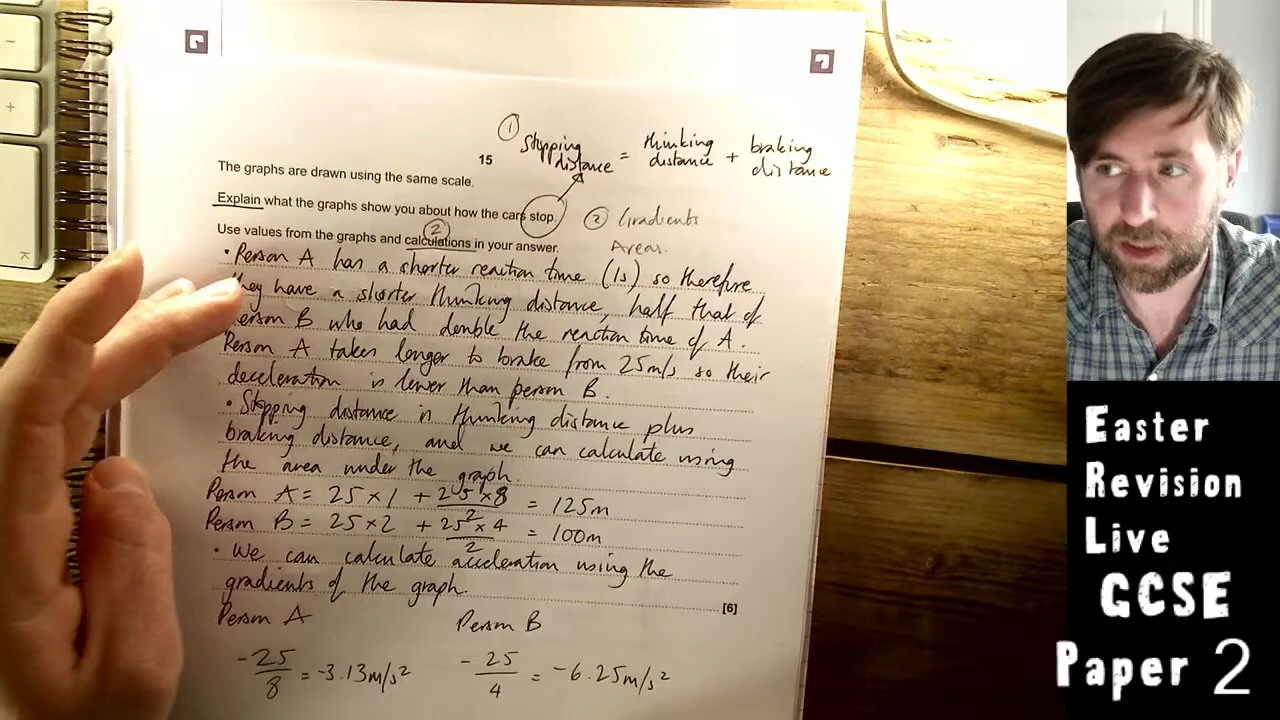 ① Stopping distance = thinking distance + braking distance
15
The graphs are drawn using the same scale.
Explain what the graphs show you about how the cars stop.
② Gradients
Areas.
②
Use values from the graphs and calculations in your answer.
• Person A has a shorter reaction time (1s) so therefore
they have a shorter thinking distance, half that of
Person B who had double the reaction time of A.
Person A takes longer to brake from 25m/s so their
deceleration is lower than person B.
• Stopping distance is thinking distance plus
braking distance, and we can calculate using
the area under the graph.
Person A = 25 × 1 + 25 × 8 / 2 = 125m
Person B = 25 × 2 + 25 × 4 / 2 = 100m
• We can calculate acceleration using the
gradients of the graph.
[6]
Person A Person B
-25/8 = -3.13m/s² -25/4 = -6.25m/s²
Easter
Revision
Live
GCSE
Paper 2